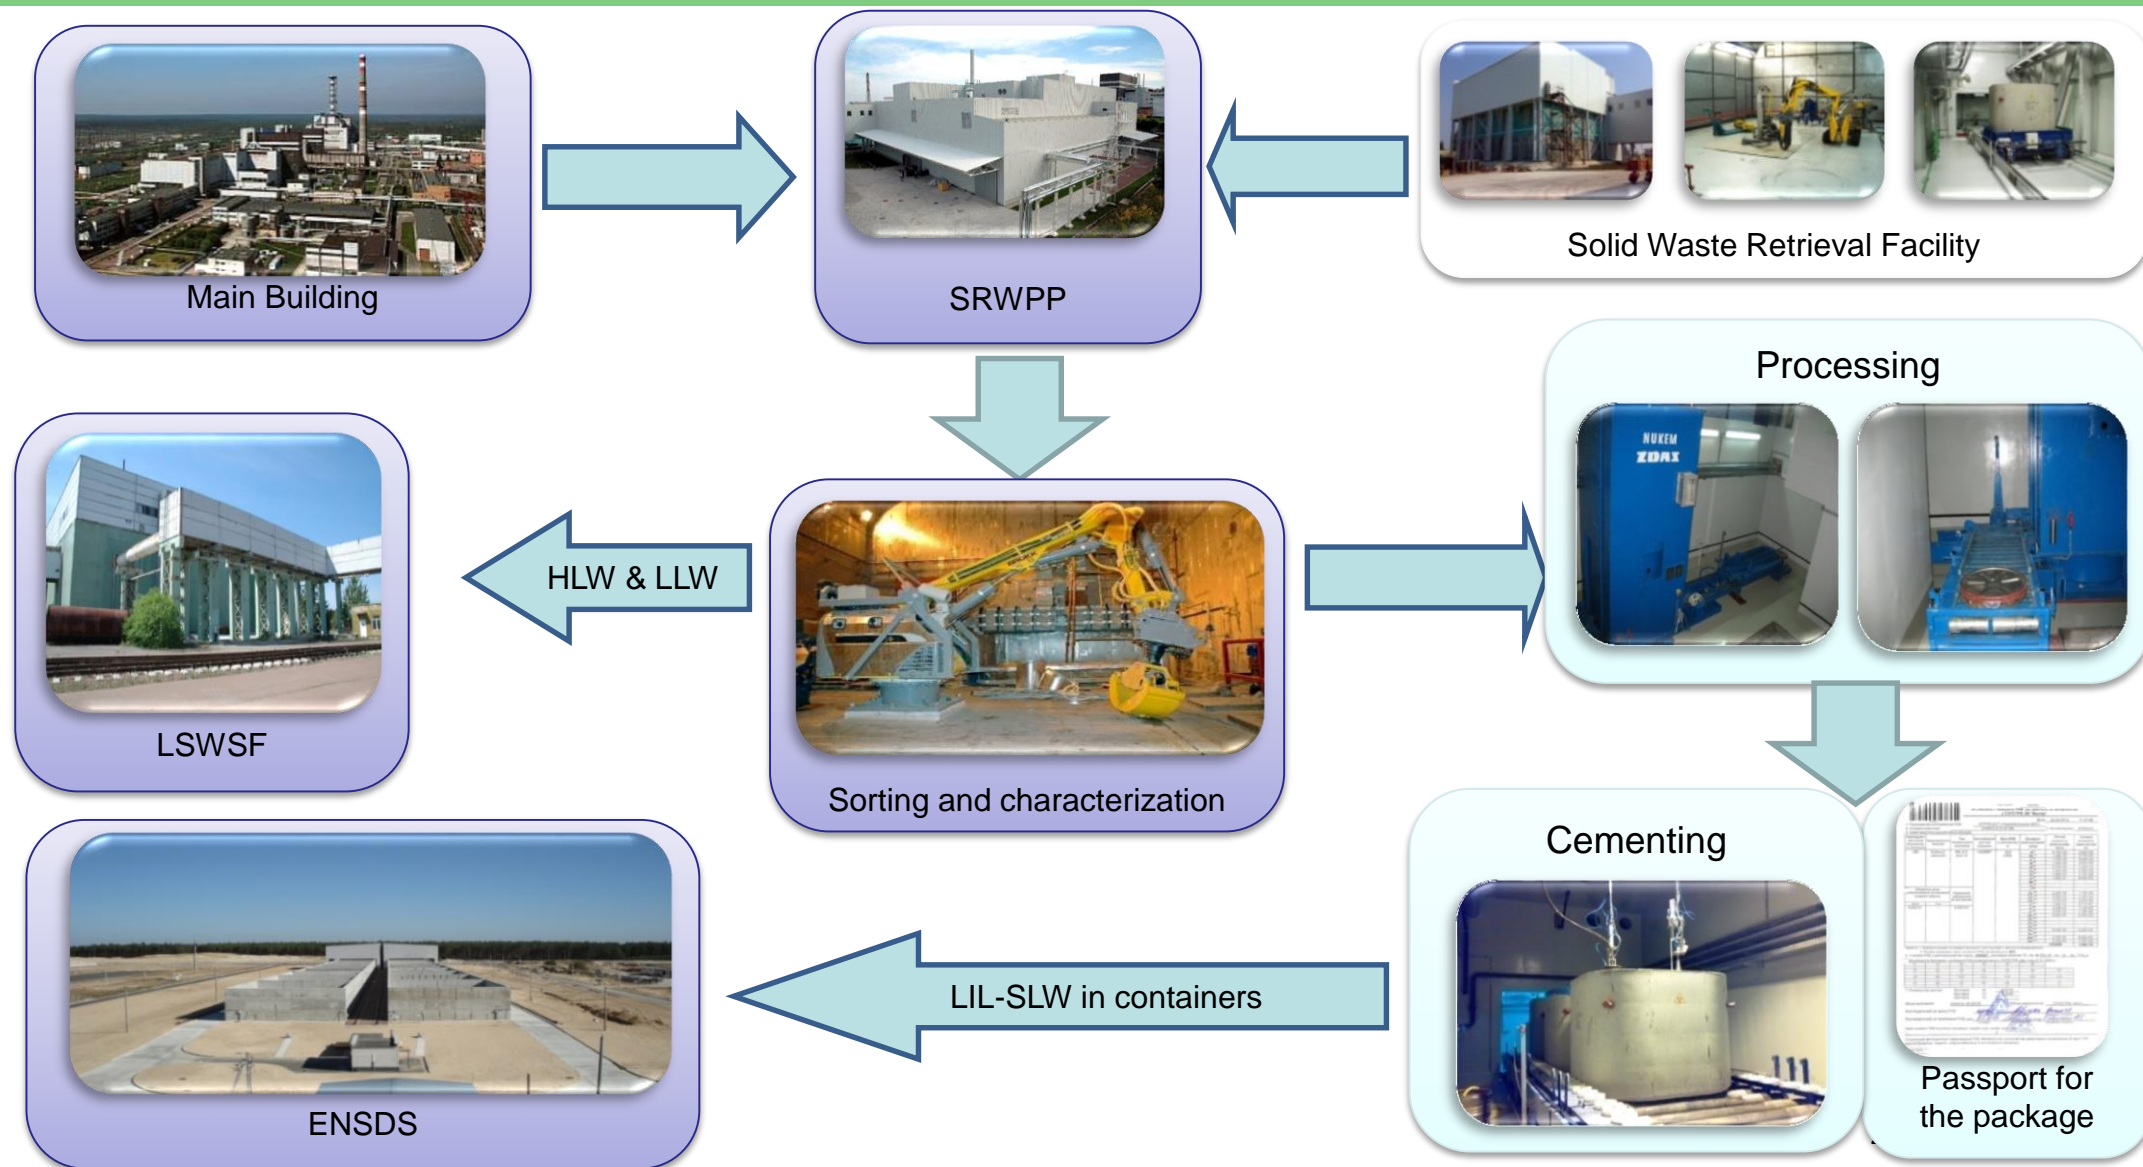 Main Building
SRWPP
Solid Waste Retrieval Facility
Processing
NUKEM
HLW & LLW
LSWSF
Sorting and characterization
Cementing
LIL-SLW in containers
ENSDS
Passport for
the package